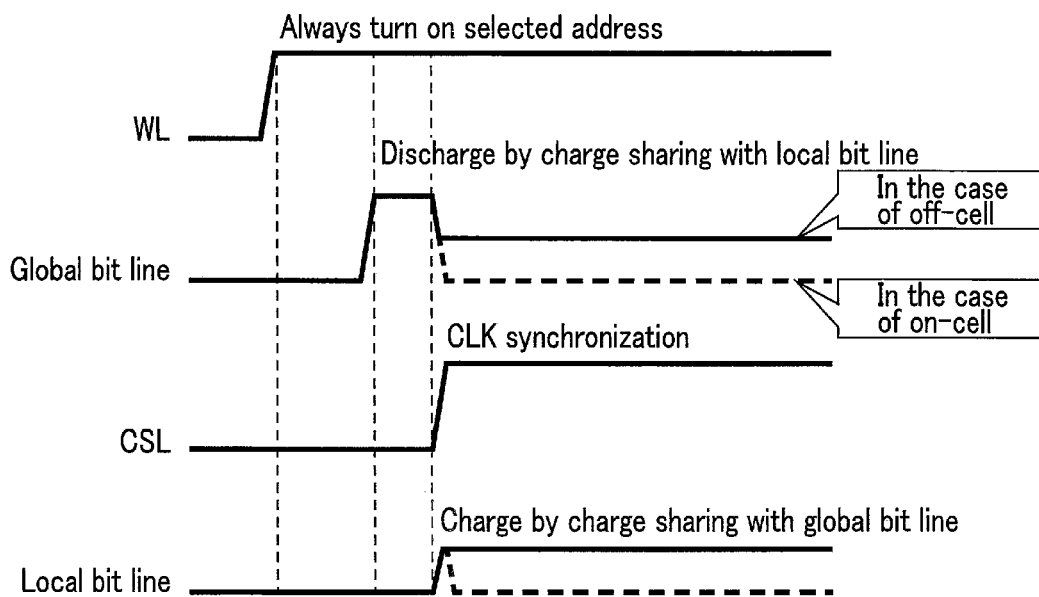 Always turn on selected address
WL
Discharge by charge sharing with local bit line
In the case
of off-cell
Global bit line
In the case
of on-cell
CLK synchronization
CSL
Charge by charge sharing with global bit line
Local bit line